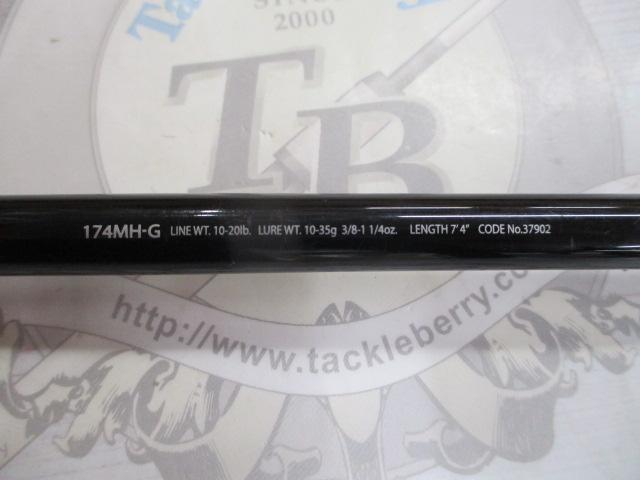 SINCE
2000
TB
174MH-G LINE WT. 10-20lb. LURE WT. 10-35g 3/8-1 1/4oz. LENGTH 7'4" CODE No.37902
http://www.tackleberry.co